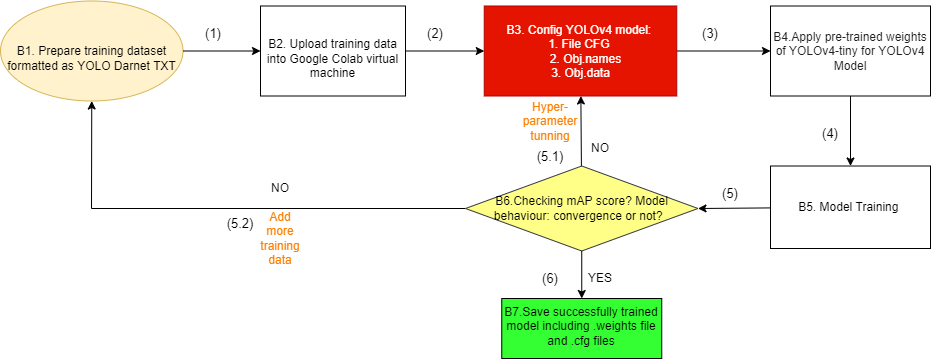 (1)
(2)
(3)
B1. Prepare training dataset
formatted as YOLO Darnet TXT
B2. Upload training data
into Google Colab virtual
machine
B3. Config YOLOv4 model:
1. File CFG
2. Obj.names
3. Obj.data
B4.Apply pre-trained weights
of YOLOv4-tiny for YOLOv4
Model
Hyper-
parameter
tunning
(4)
(5.1)
NO
NO
(5.2)
Add
more
training
data
B6.Checking mAP score? Model
behaviour: convergence or not?
(5)
B5. Model Training
(6)
YES
B7.Save successfully trained
model including .weights file
and .cfg files